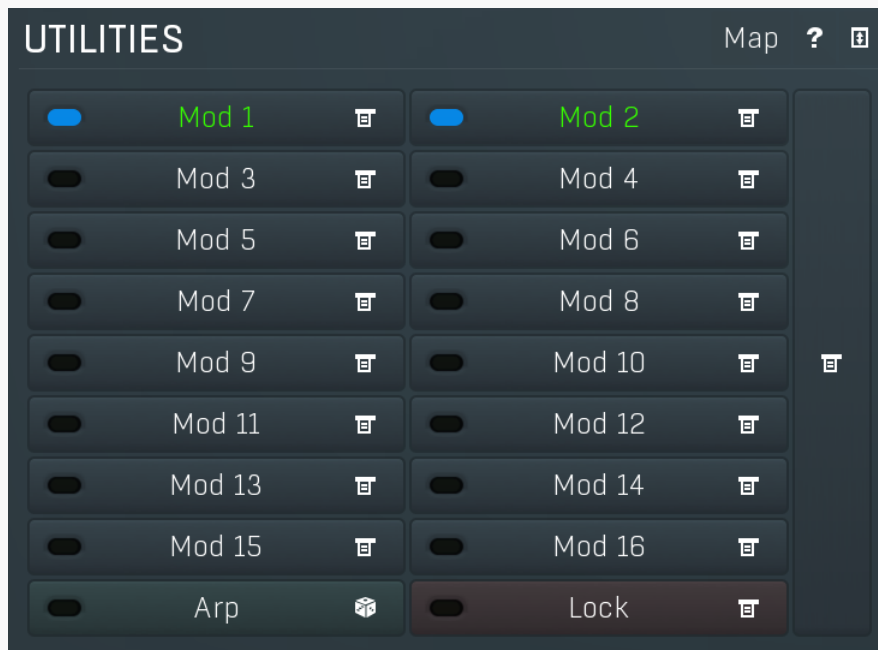 UTILITIES Map ?
Mod 1 Mod 2
Mod 3 Mod 4
Mod 5 Mod 6
Mod 7 Mod 8
Mod 9 Mod 10
Mod 11 Mod 12
Mod 13 Mod 14
Mod 15 Mod 16
Arp Lock